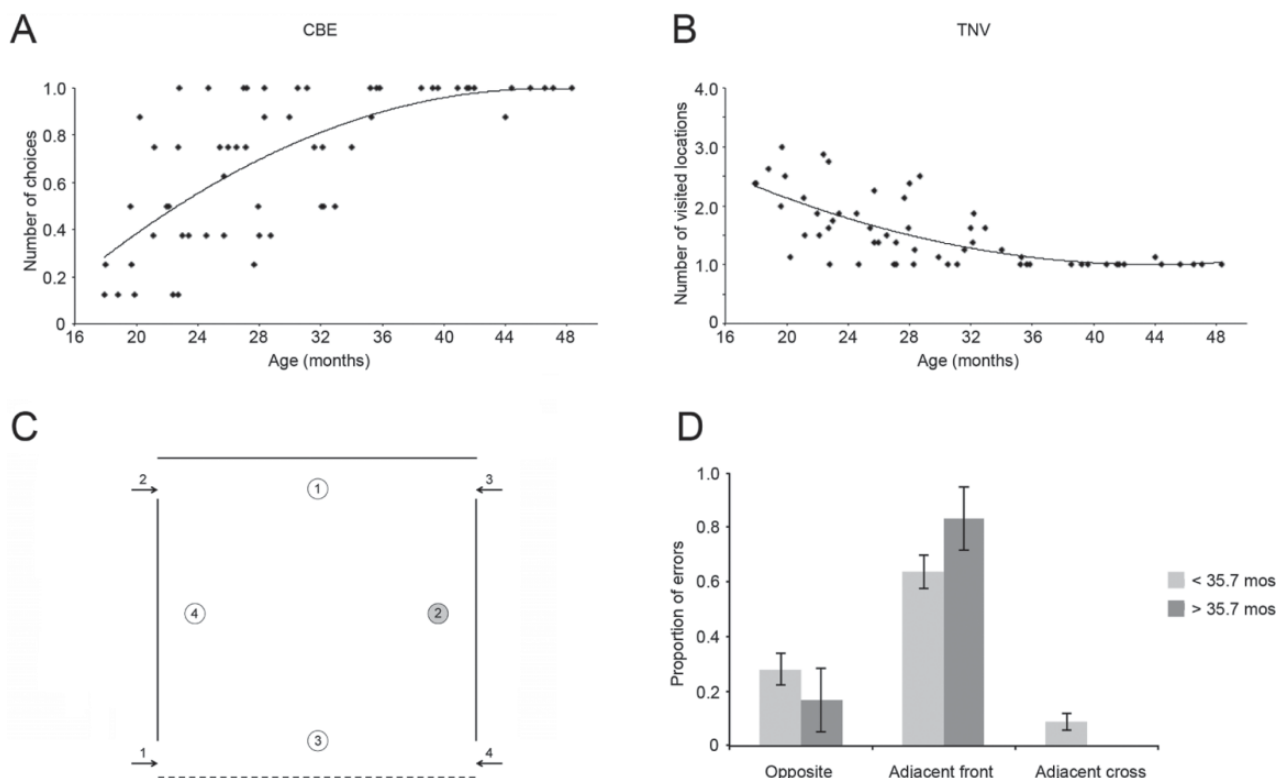 A
CBE
Number of choices
1.0
0.8
0.6
0.4
0.2
0
16 20 24 28 32 36 40 44 48
Age (months)
B
TNV
Number of visited locations
4.0
3.0
2.0
1.0
0.0
16 20 24 28 32 36 40 44 48
Age (months)
C
2
3
1
4
2
3
1
4
D
Proportion of errors
1.0
0.8
0.6
0.4
0.2
0
Opposite Adjacent front Adjacent cross
< 35.7 mos
> 35.7 mos